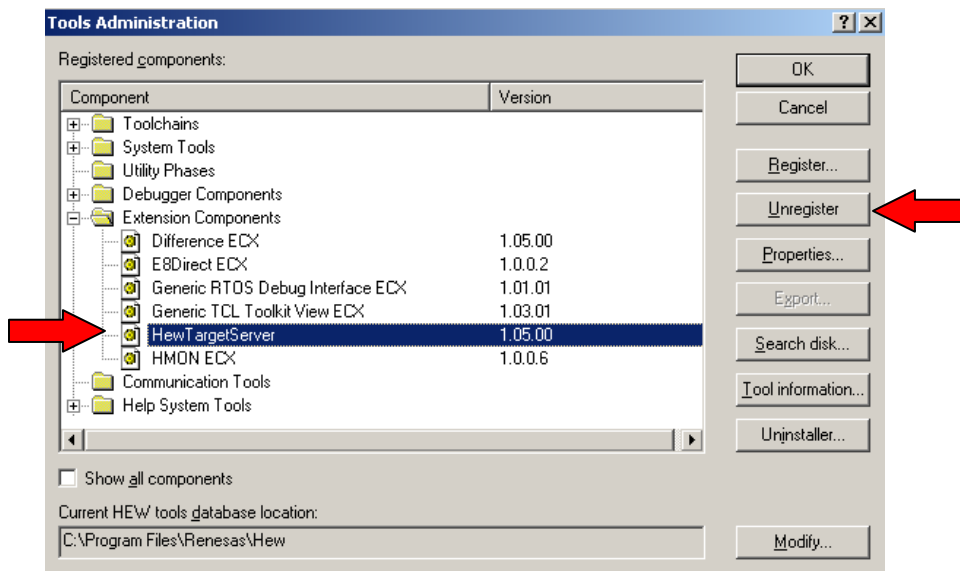 Tools Administration
Registered components:
OK
Component Version
Cancel
Toolchains
System Tools
Utility Phases
Register...
Debugger Components
Extension Components
Unregister
Difference ECX 1.05.00
E8Direct ECX 1.0.0.2
Properties...
Generic RTOS Debug Interface ECX 1.01.01
Generic TCL Toolkit View ECX 1.03.01
Export...
HewTargetServer 1.05.00
Search disk...
HMON ECX 1.0.0.6
Communication Tools
Tool information...
Help System Tools
Uninstaller...
Show all components
Current HEW tools database location:
C:\Program Files\Renesas\Hew
Modify...